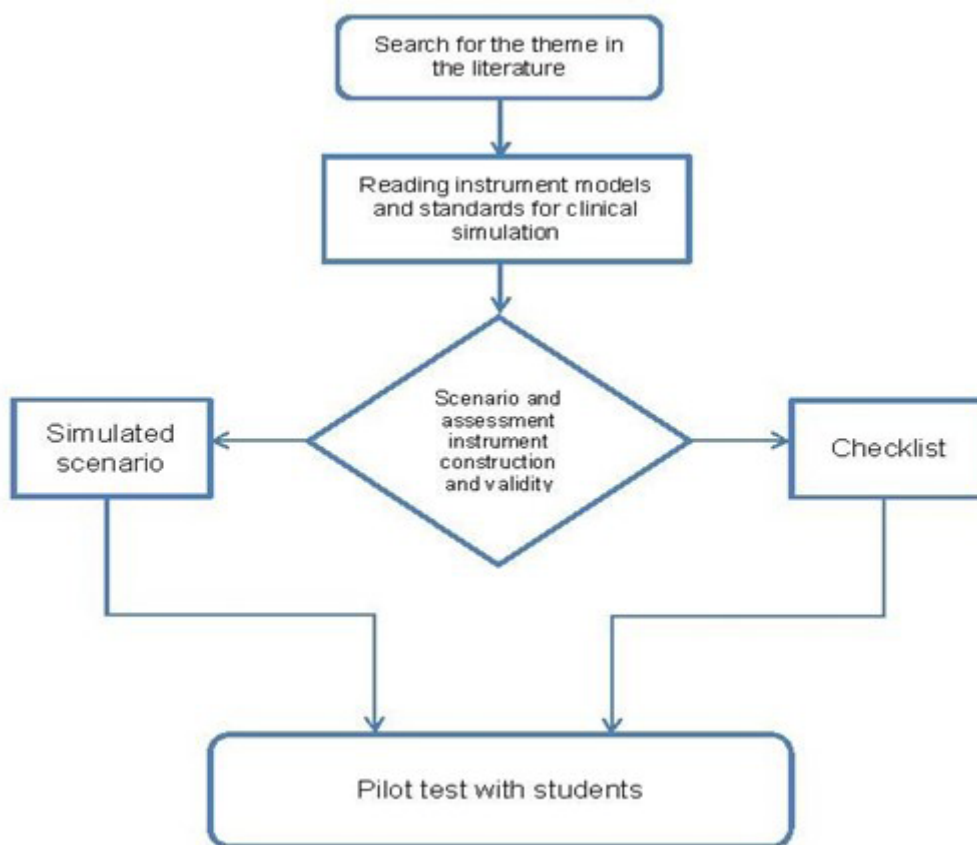 Search for the theme in
the literature
Reading instrument models
and standards for clinical
simulation
Scenario and
assessment
instrument
construction
and validity
Simulated
scenario
Checklist
Pilot test with students